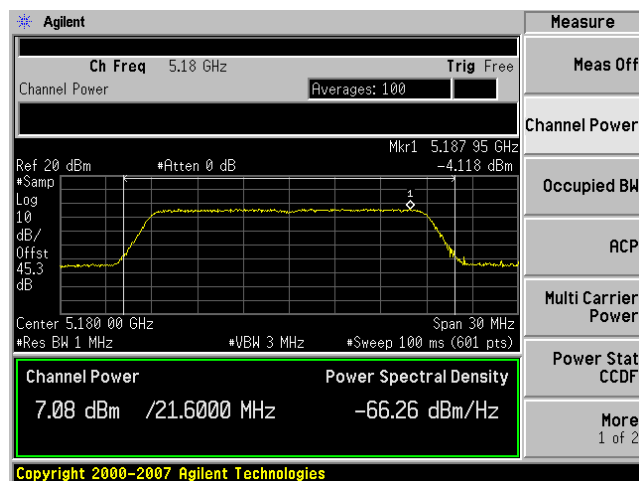 Agilent
Ch Freq 5.18 GHz Trig Free
Channel Power Averages: 100
Mkr1 5.187 95 GHz
Ref 20 dBm #Atten 0 dB -4.118 dBm
#Samp
Log
10
dB/
Offst
45.3
dB
1
Center 5.180 00 GHz Span 30 MHz
#Res BW 1 MHz #VBW 3 MHz #Sweep 100 ms (601 pts)
Channel Power Power Spectral Density
7.08 dBm /21.6000 MHz -66.26 dBm/Hz
Copyright 2000-2007 Agilent Technologies
Measure
Meas Off
Channel Power
Occupied BW
ACP
Multi Carrier
Power
Power Stat
CCDF
More
1 of 2